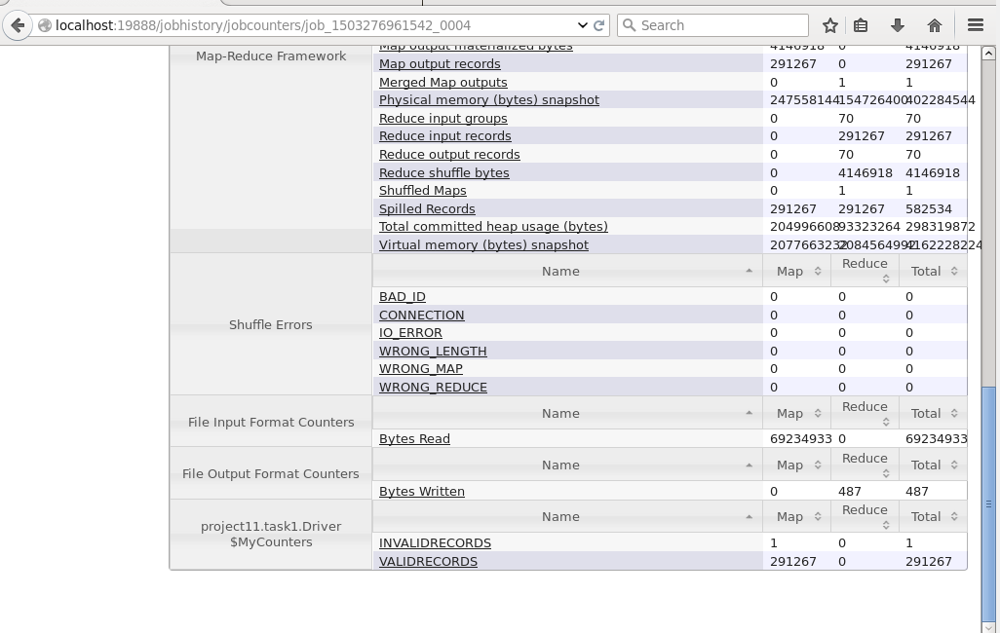 localhost:19888/jobhistory/jobcounters/job_1503276961542_0004 Search
Map output materialized bytes 4146918 0 4146918
Map-Reduce Framework
Map output records 291267 0 291267
Merged Map outputs 0 1 1
Physical memory (bytes) snapshot 247558144 154726400 402284544
Reduce input groups 0 70 70
Reduce input records 0 291267 291267
Reduce output records 0 70 70
Reduce shuffle bytes 0 4146918 4146918
Shuffled Maps 0 1 1
Spilled Records 291267 291267 582534
Total committed heap usage (bytes) 204996608 93323264 298319872
Virtual memory (bytes) snapshot 2077663232 2084564992 4162228224
Name Map Reduce Total
Shuffle Errors
BAD_ID 0 0 0
CONNECTION 0 0 0
IO_ERROR 0 0 0
WRONG_LENGTH 0 0 0
WRONG_MAP 0 0 0
WRONG_REDUCE 0 0 0
File Input Format Counters
Name Map Reduce Total
Bytes Read 69234933 0 69234933
File Output Format Counters
Name Map Reduce Total
Bytes Written 0 487 487
project11.task1.Driver
$MyCounters
Name Map Reduce Total
INVALIDRECORDS 1 0 1
VALIDRECORDS 291267 0 291267